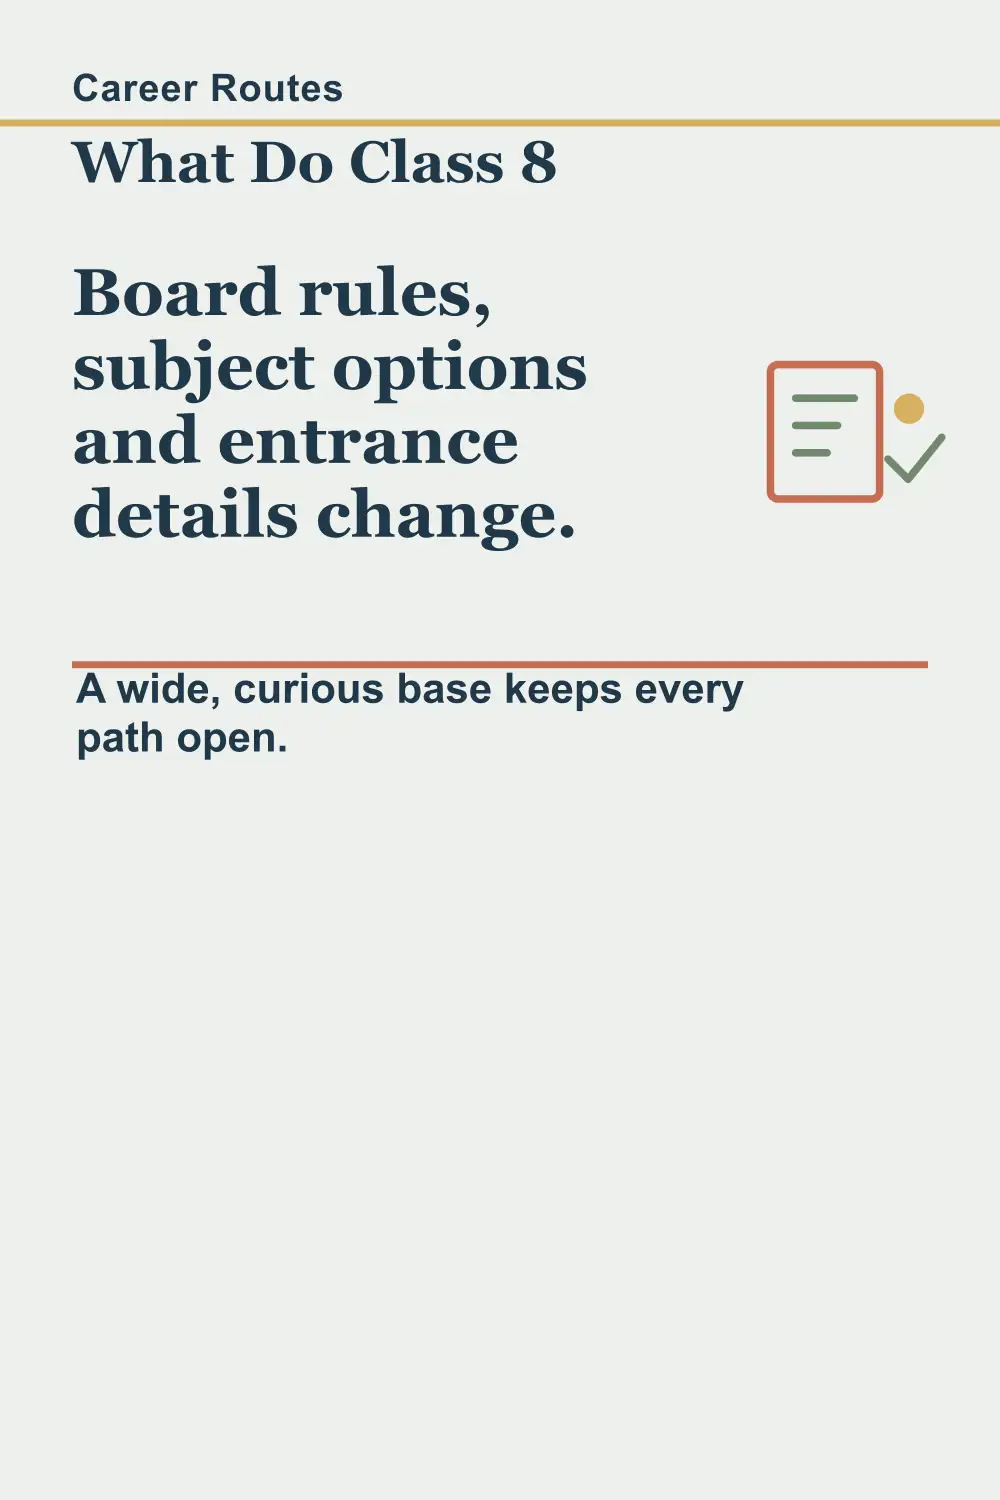 Career Routes
What Do Class 8
Board rules,
subject options
and entrance
details change.
A wide, curious base keeps every
path open.